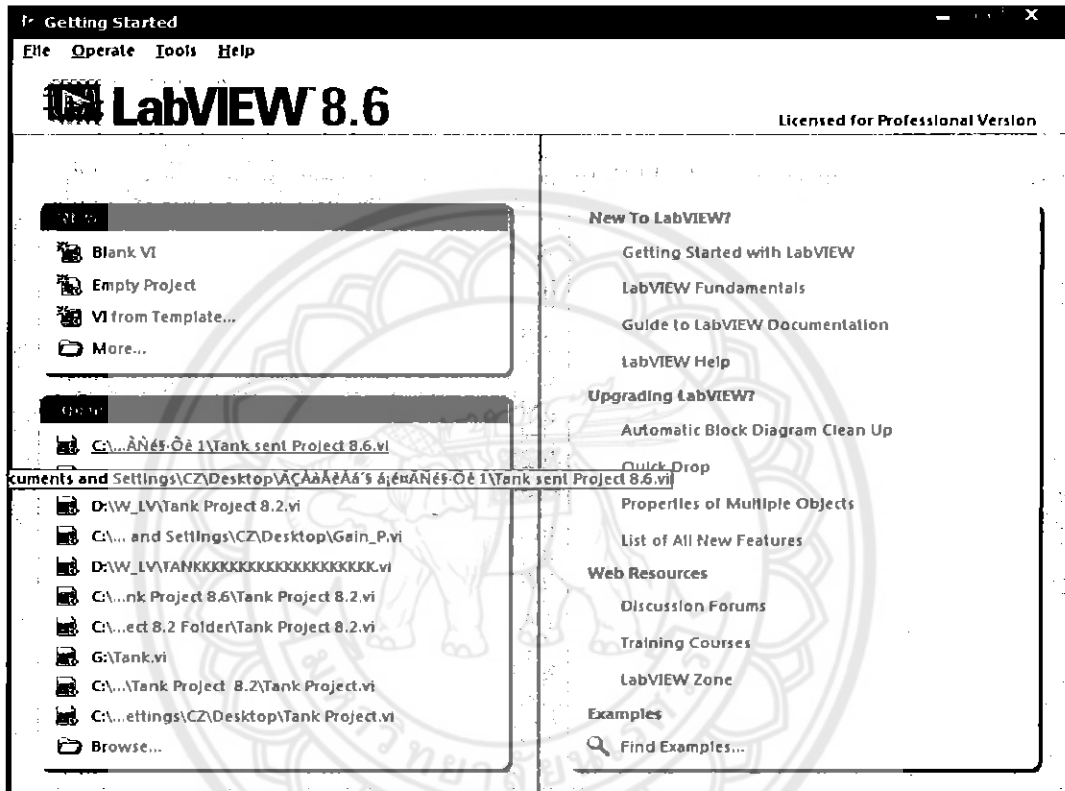 Getting Started
File Operate Tools Help
LabVIEW 8.6
Licensed for Professional Version
New
Blank VI
Empty Project
VI from Template...
More...
Open
C:\...ÀÑé§·Õè 1\Tank sent Project 8.6.vi
cuments and Settings\CZ\Desktop\ 1\Tank sent Project 8.6.vi
D:\W_LV\Tank Project 8.2.vi
C:\... and Settings\CZ\Desktop\Gain_P.vi
D:\W_LV\TANKKKKKKKKKKKKKKKKKKKK.vi
C:\...nk Project 8.6\Tank Project 8.2.vi
C:\...ect 8.2 Folder\Tank Project 8.2.vi
G:\Tank.vi
C:\...\Tank Project 8.2\Tank Project.vi
C:\...ettings\CZ\Desktop\Tank Project.vi
Browse...
New To LabVIEW?
Getting Started with LabVIEW
LabVIEW Fundamentals
Guide to LabVIEW Documentation
LabVIEW Help
Upgrading LabVIEW?
Automatic Block Diagram Clean Up
Quick Drop
Properties of Multiple Objects
List of All New Features
Web Resources
Discussion Forums
Training Courses
LabVIEW Zone
Examples
Find Examples...